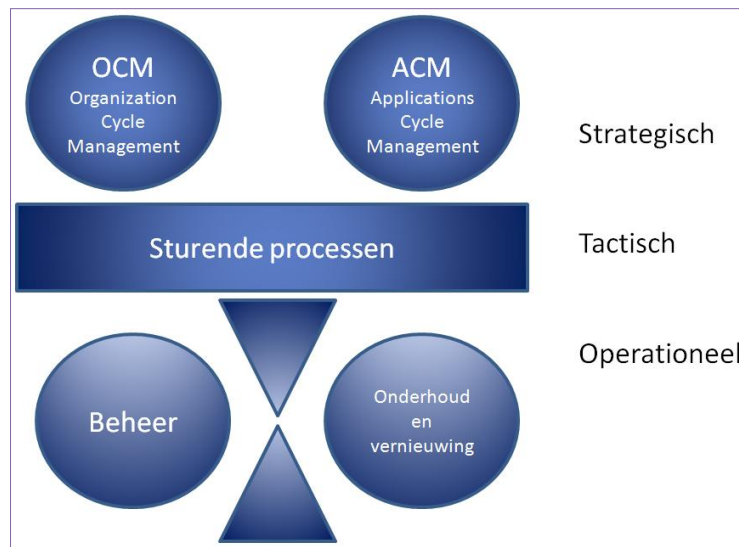 OCM
Organization
Cycle
Management
ACM
Applications
Cycle
Management
Strategisch
Sturende processen
Tactisch
Operationeel
Beheer
Onderhoud
en
vernieuwing